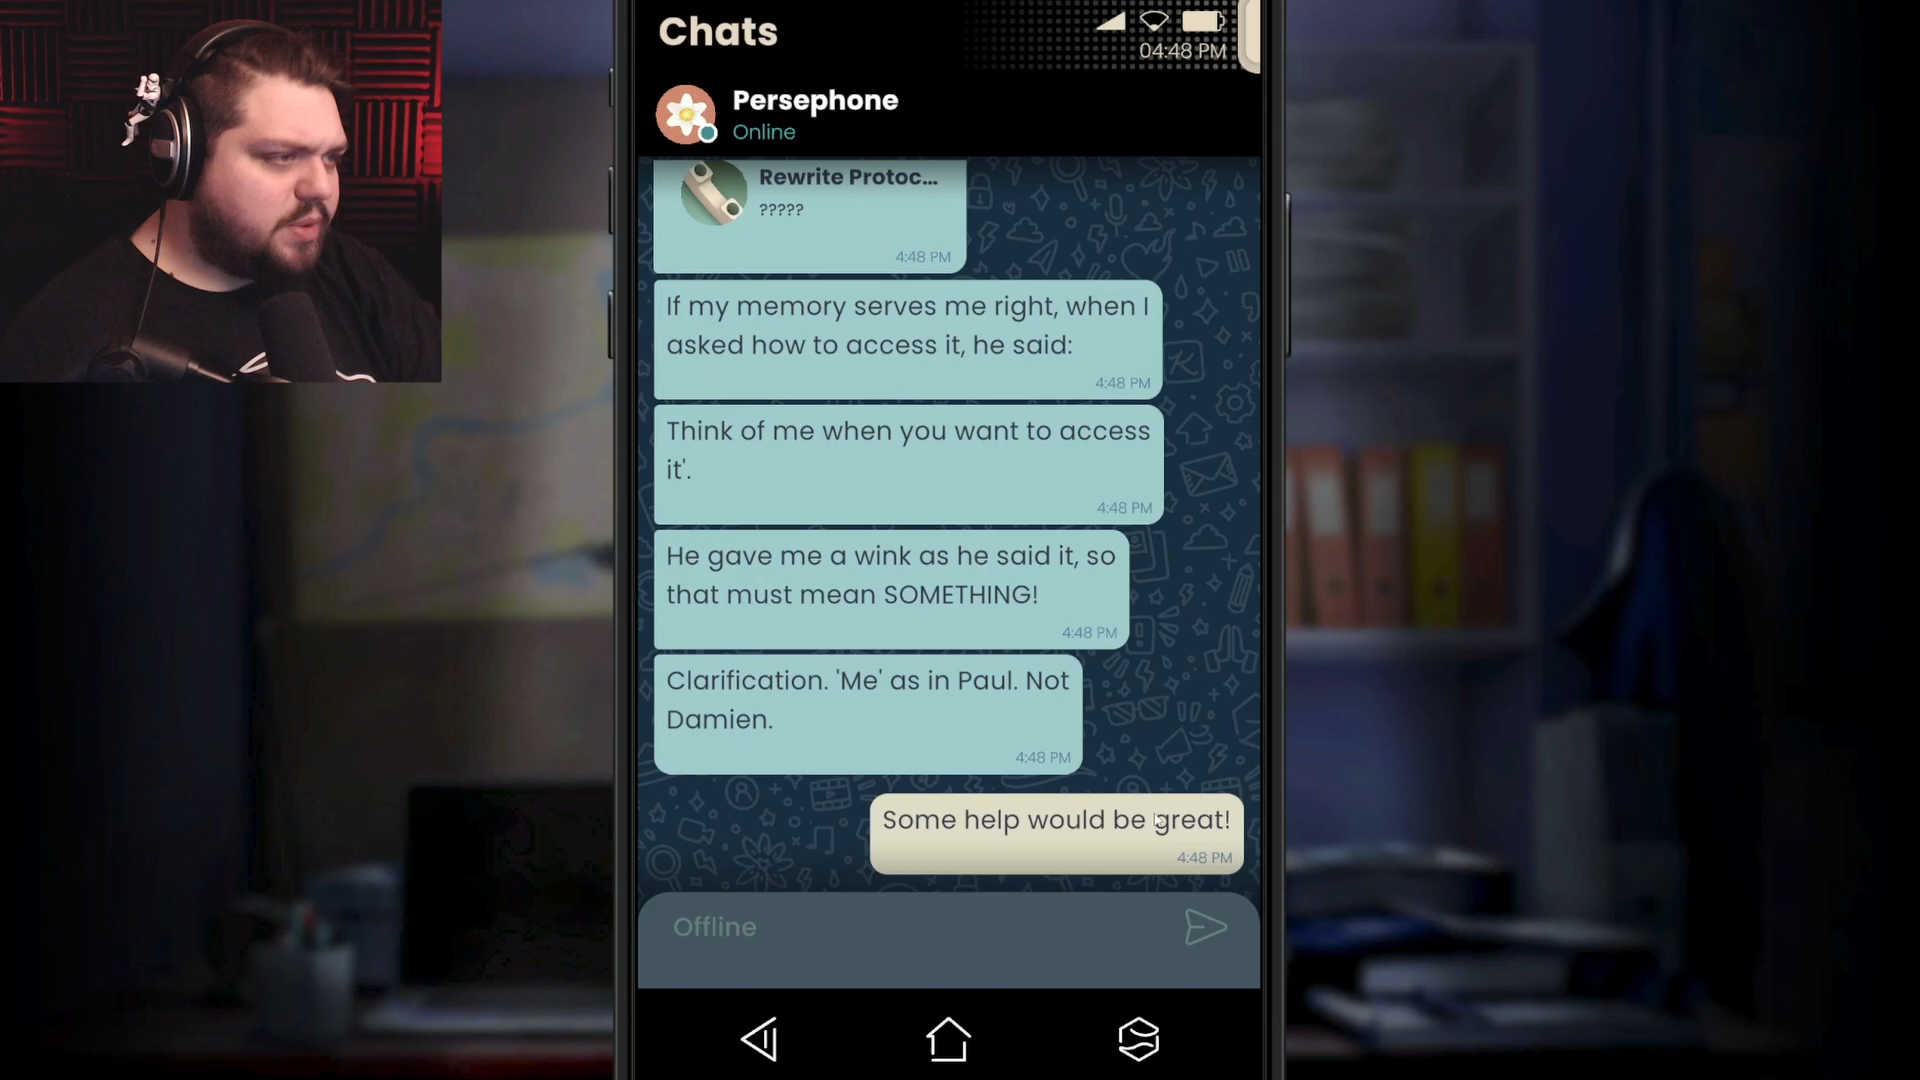 Chats
04:48 PM
Persephone
Online
Rewrite Protoc...
?????
4:48 PM
If my memory serves me right, when I
asked how to access it, he said:
4:48 PM
Think of me when you want to access
it'.
4:48 PM
He gave me a wink as he said it, so
that must mean SOMETHING!
4:48 PM
Clarification. 'Me' as in Paul. Not
Damien.
4:48 PM
Some help would be great!
4:48 PM
Offline